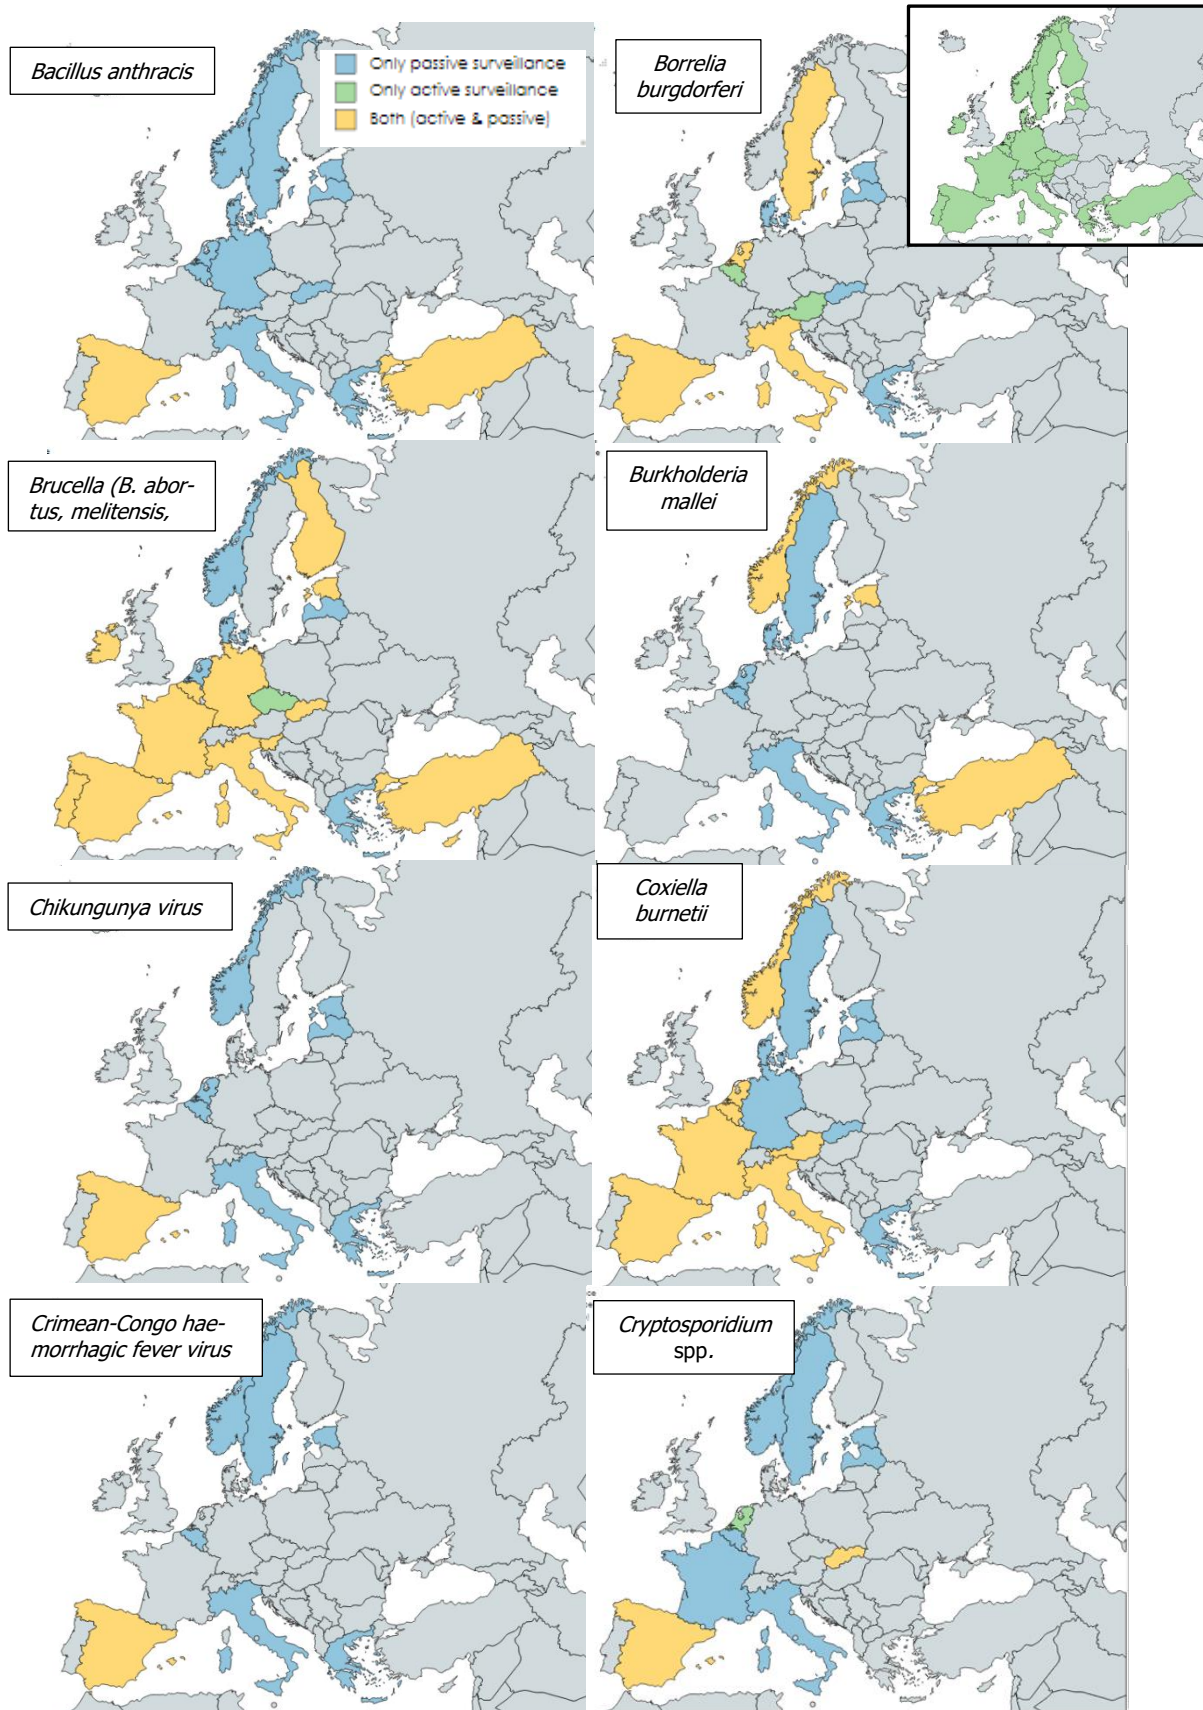 Bacillus anthracis
Only passive surveillance
Only active surveillance
Both (active & passive)
Borrelia
burgdorferi
Brucella (B. abor-
tus, melitensis,
Burkholderia
mallei
Chikungunya virus
Coxiella
burnetii
Crimean-Congo hae-
morrhagic fever virus
Cryptosporidium
spp.